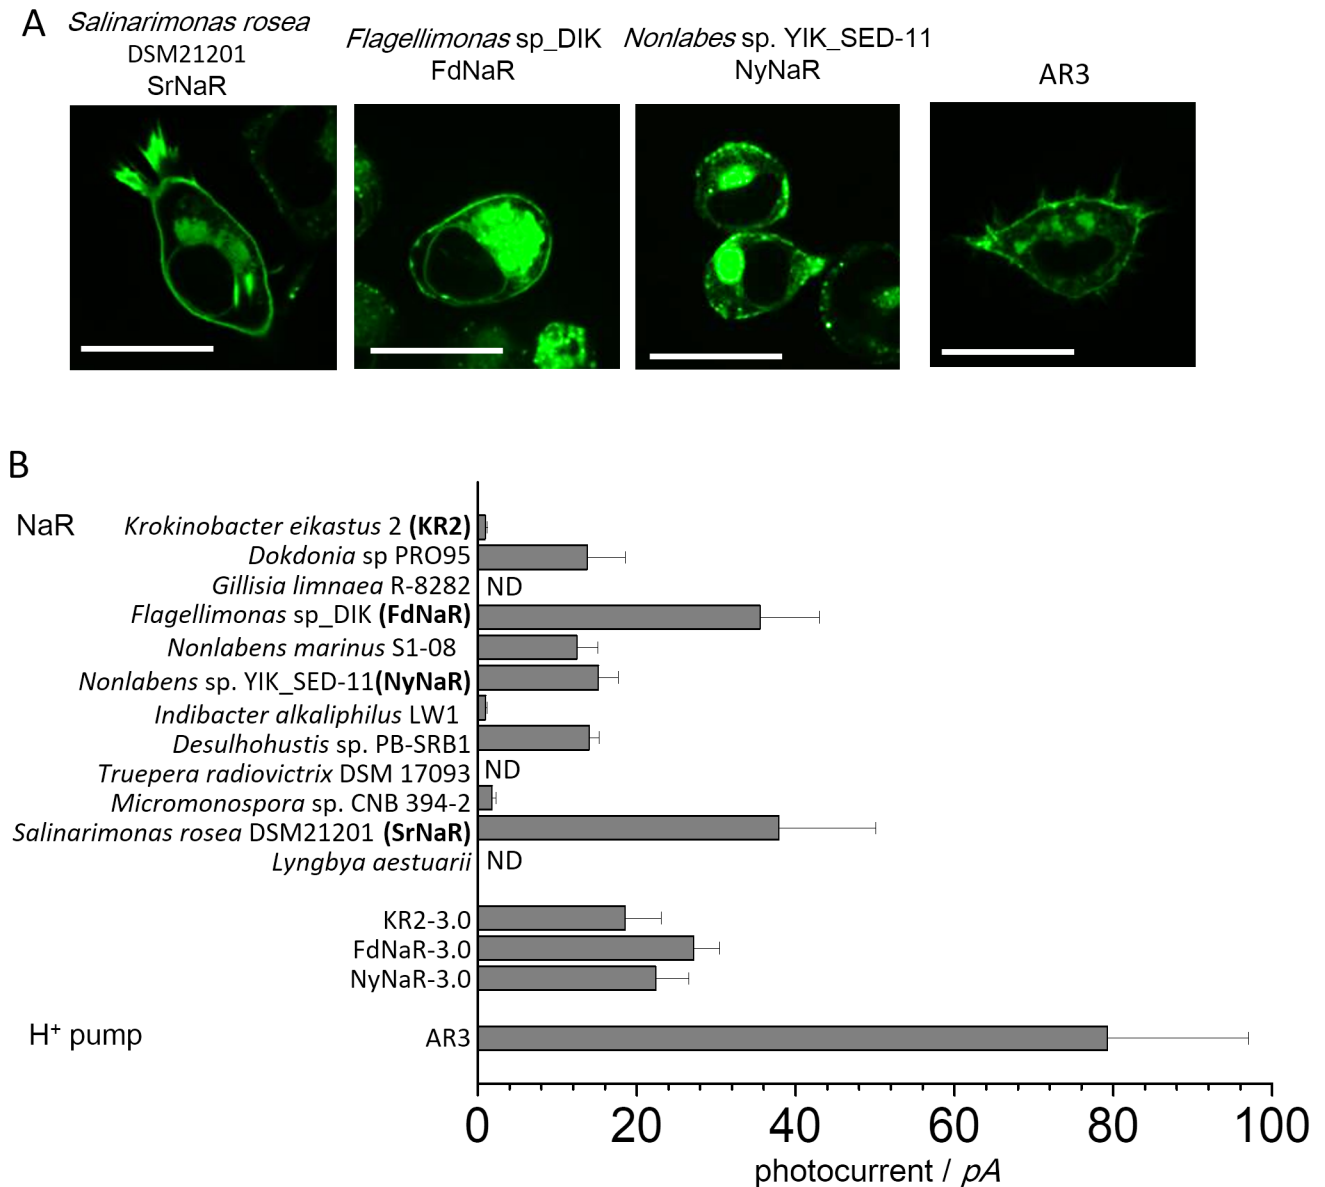 A
Salinarimonas rosea
DSM21201
SrNaR
Flagellimonas sp_DIK
FdNaR
Nonlabes sp. YIK_SED-11
NyNaR
AR3
B
NaR
Krokinobacter eikastus 2 (KR2)
Dokdonia sp PRO95
Gillisia limnaea R-8282 ND
Flagellimonas sp_DIK (FdNaR)
Nonlabens marinus S1-08
Nonlabens sp. YIK_SED-11(NyNaR)
Indibacter alkaliphilus LW1
Desulhohustis sp. PB-SRB1
Truepera radiovictrix DSM 17093 ND
Micromonospora sp. CNB 394-2
Salinarimonas rosea DSM21201 (SrNaR)
Lyngbya aestuarii ND
KR2-3.0
FdNaR-3.0
NyNaR-3.0
H⁺ pump AR3
0 20 40 60 80 100
photocurrent / pA